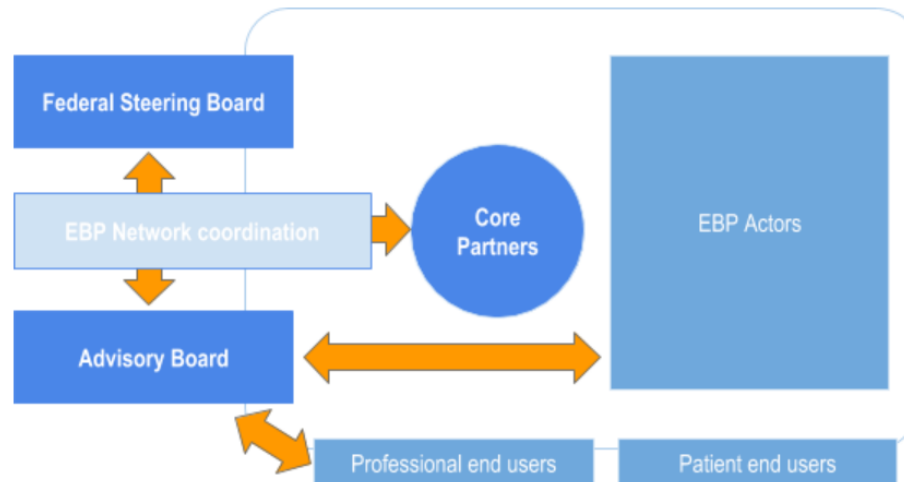 Federal Steering Board
EBP Network coordination
Core
Partners
EBP Actors
Advisory Board
Professional end users
Patient end users